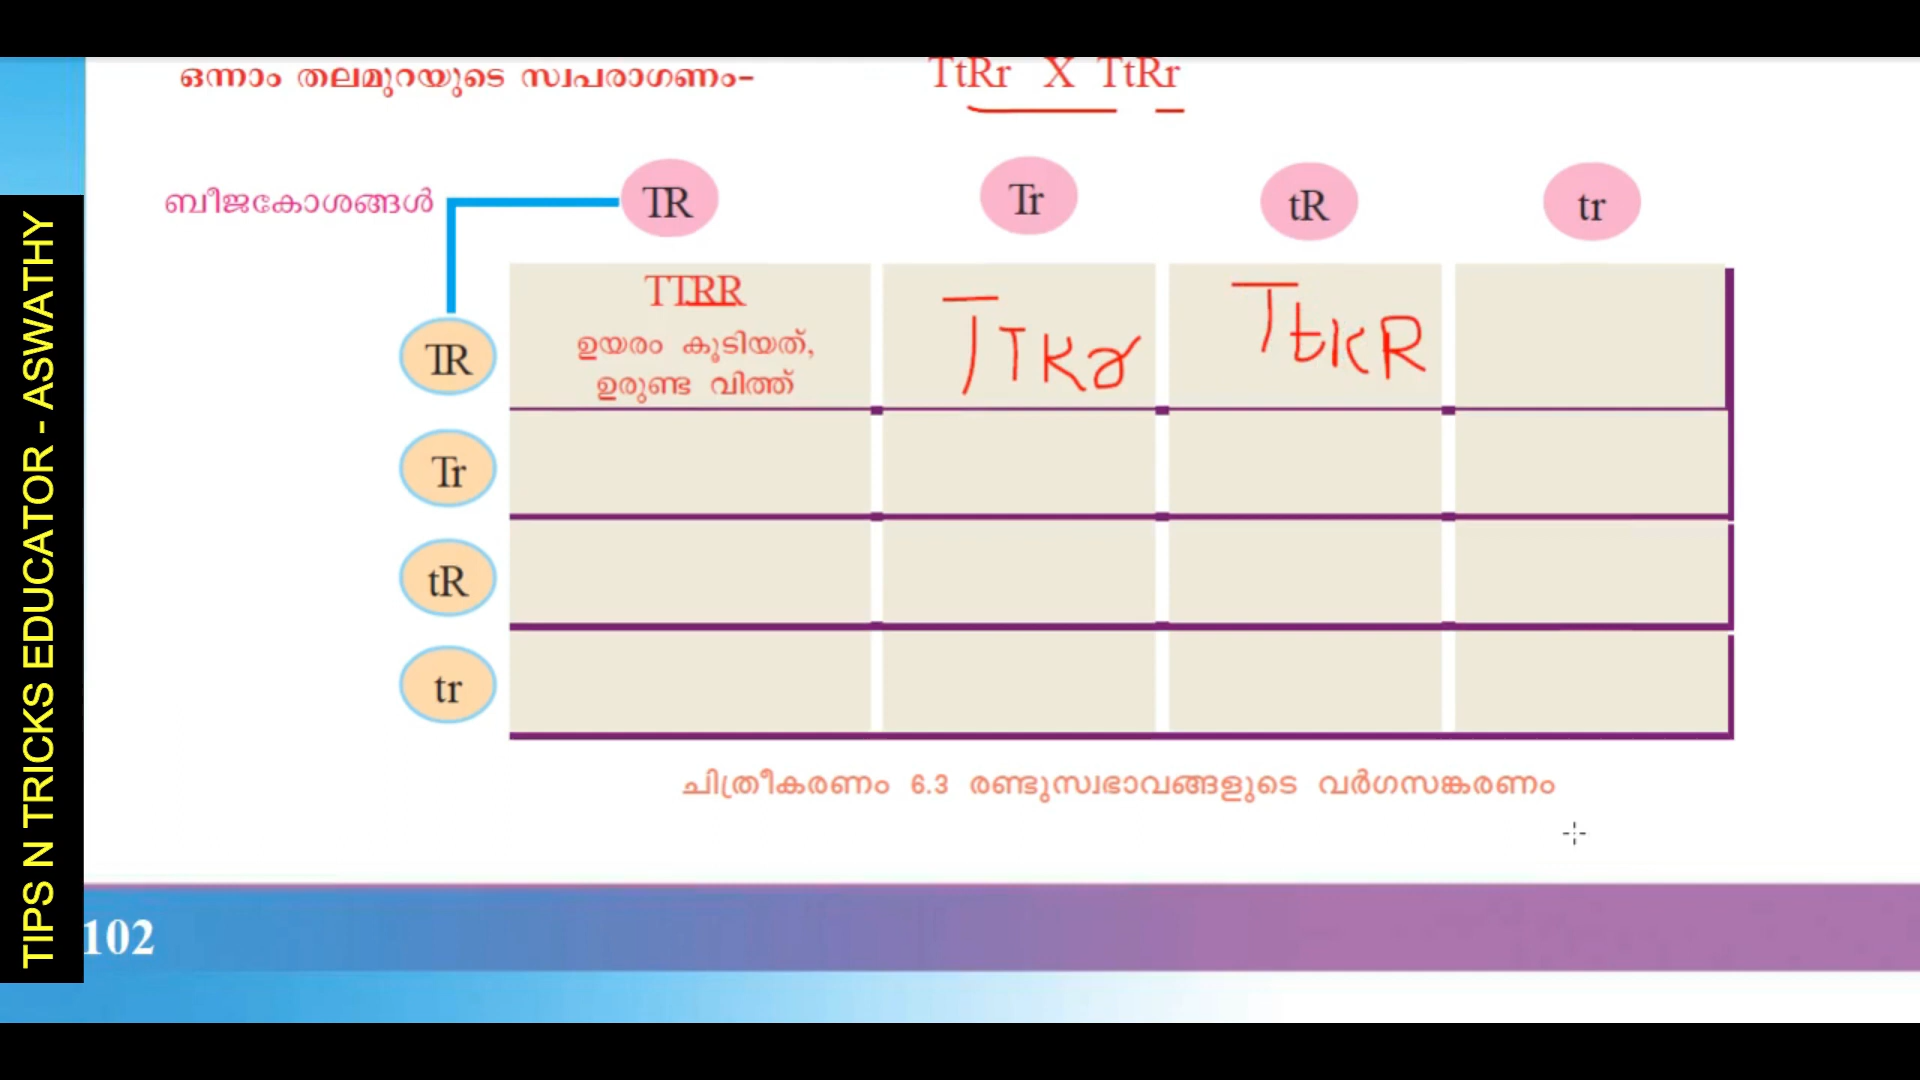 ഒന്നാം തലമുറയുടെ സ്വപരാഗണം- TtRr X TtRr
ബീജകോശങ്ങൾ TR Tr tR tr
TR TTRR TTRr TtRR
ഉയരം കൂടിയത്,
ഉരുണ്ട വിത്ത്
Tr
tR
tr
ചിത്രീകരണം 6.3 രണ്ടുസ്വഭാവങ്ങളുടെ വർഗസങ്കരണം
102
TIPS N TRICKS EDUCATOR - ASWATHY